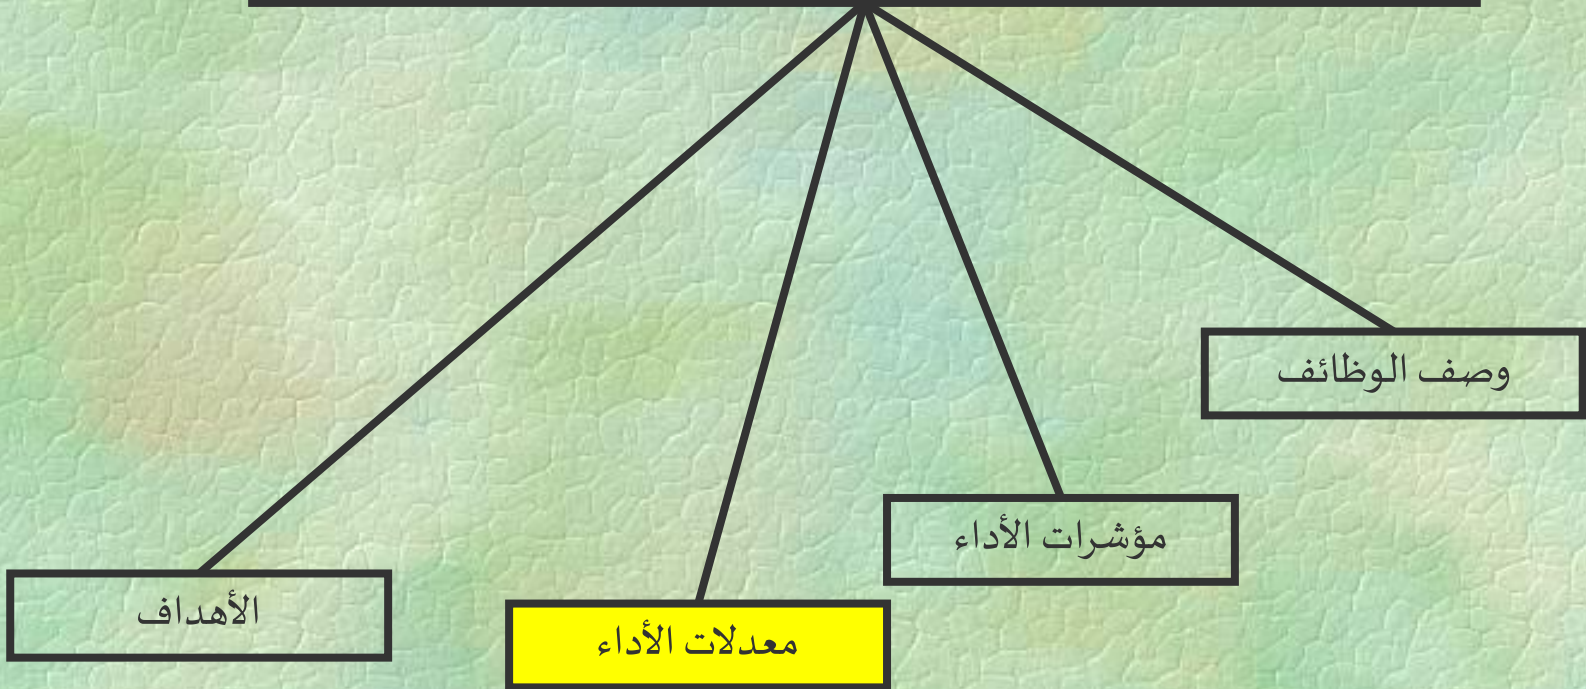 وصف الوظائف
مؤشرات الأداء
معدلات الأداء
الأهداف